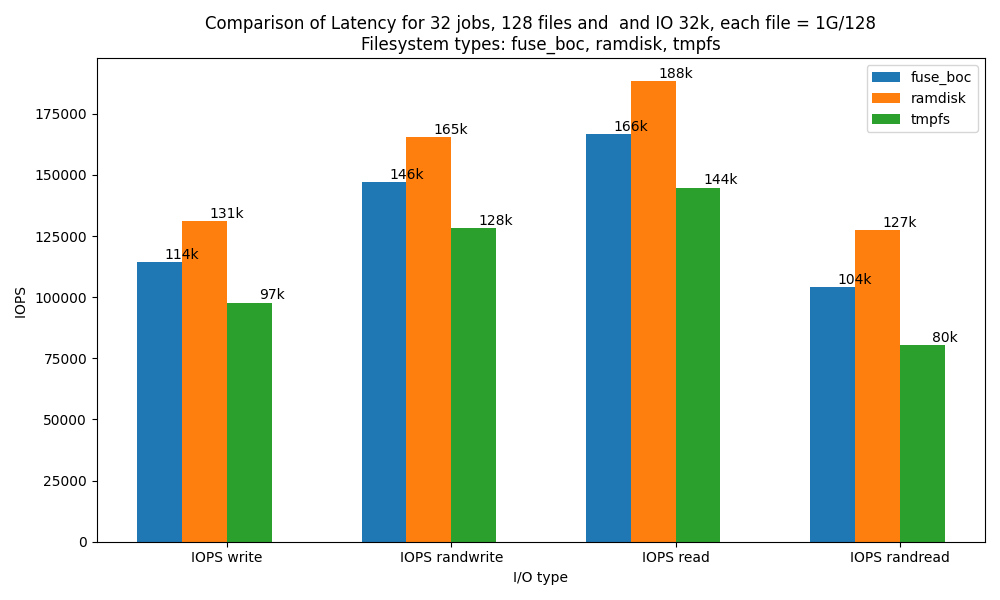 Comparison of Latency for 32 jobs, 128 files and  and IO 32k, each file = 1G/128
Filesystem types: fuse_boc, ramdisk, tmpfs
fuse_boc
ramdisk
tmpfs
IOPS
175000
150000
125000
100000
75000
50000
25000
0
114k
131k
97k
146k
165k
128k
166k
188k
144k
104k
127k
80k
IOPS write
IOPS randwrite
IOPS read
IOPS randread
I/O type